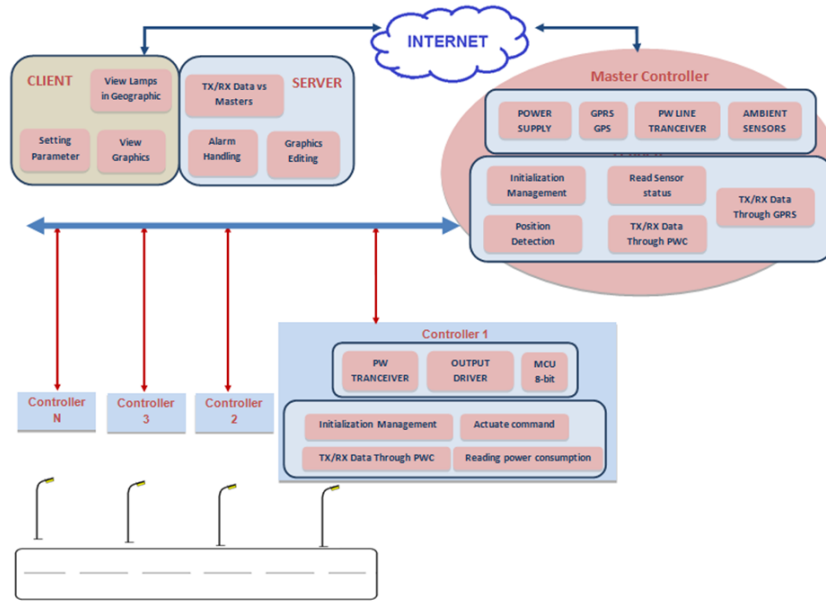 INTERNET
CLIENT
View Lamps
in Geographic
Setting
Parameter
View
Graphics
TX/RX Data vs
Masters
SERVER
Alarm
Handling
Graphics
Editing
Master Controller
POWER
SUPPLY
GPRS
GPS
PW LINE
TRANCEIVER
AMBIENT
SENSORS
Initialization
Management
Read Sensor
status
TX/RX Data
Through GPRS
Position
Detection
TX/RX Data
Through PWC
Controller 1
PW
TRANCEIVER
OUTPUT
DRIVER
MCU
8-bit
Initialization Management
Actuate command
TX/RX Data Through PWC
Reading power consumption
Controller
N
Controller
3
Controller
2